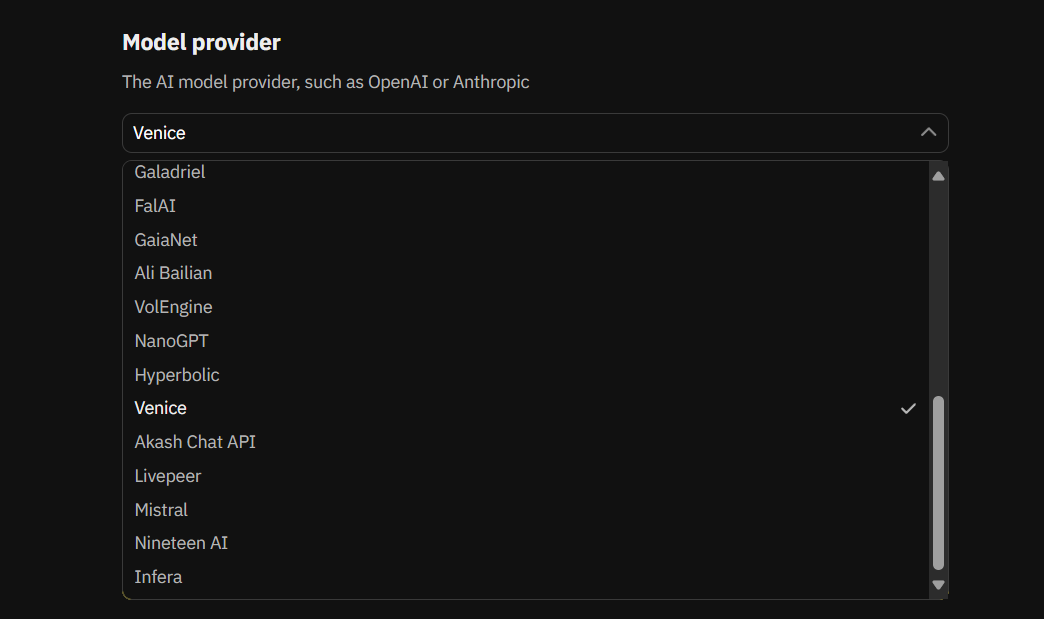 Model provider
The AI model provider, such as OpenAI or Anthropic
Venice
Galadriel
FalAI
GaiaNet
Ali Bailian
VolEngine
NanoGPT
Hyperbolic
Venice
Akash Chat API
Livepeer
Mistral
Nineteen AI
Infera